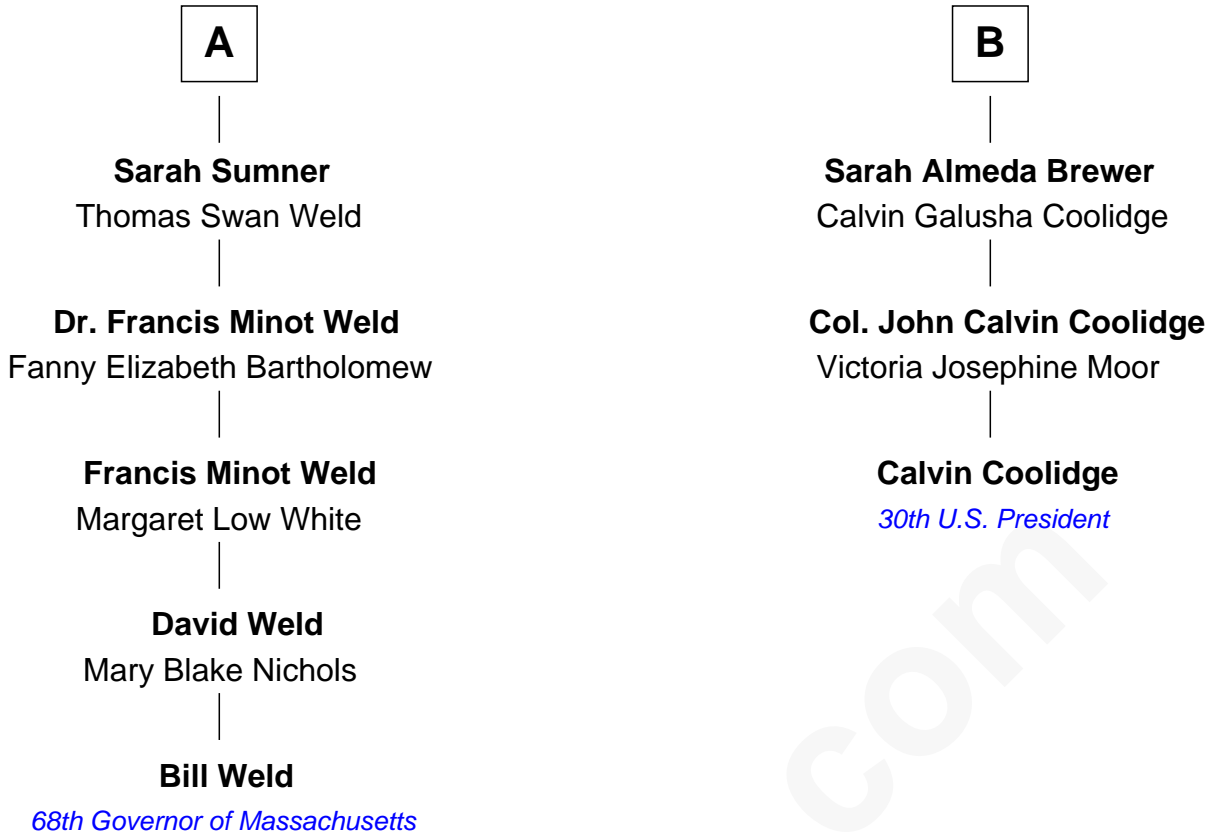 A
Sarah Sumner
Thomas Swan Weld
Dr. Francis Minot Weld
Fanny Elizabeth Bartholomew
Francis Minot Weld
Margaret Low White
David Weld
Mary Blake Nichols
Bill Weld
68th Governor of Massachusetts
B
Sarah Almeda Brewer
Calvin Galusha Coolidge
Col. John Calvin Coolidge
Victoria Josephine Moor
Calvin Coolidge
30th U.S. President
com